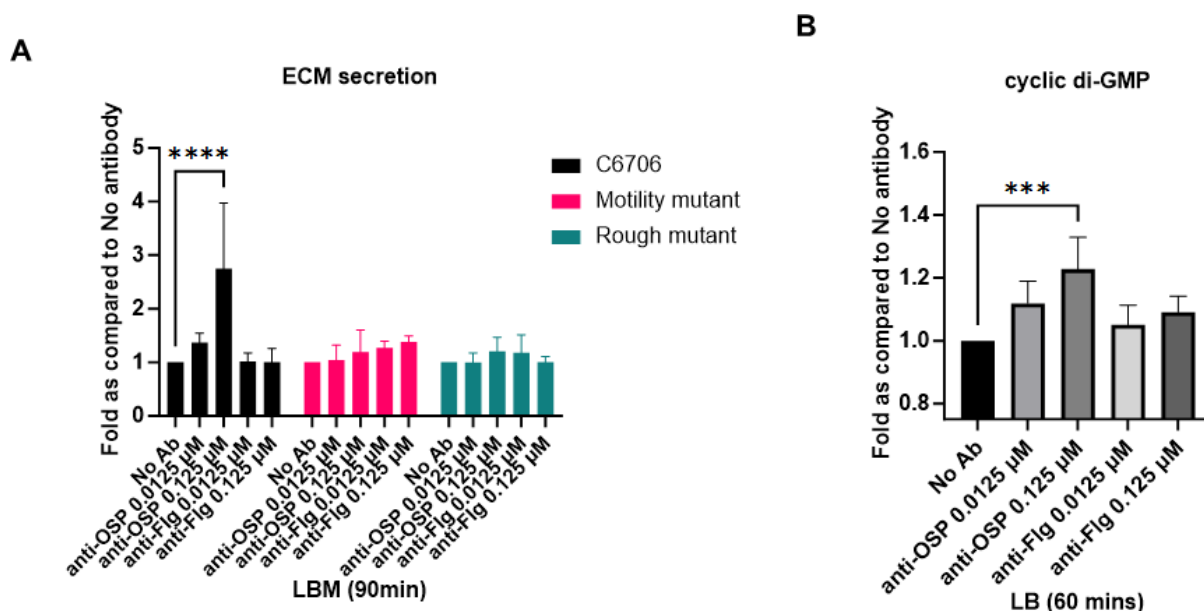 A
ECM secretion
Fold as compared to No antibody
5
4
3
2
1
0
****
C6706
Motility mutant
Rough mutant
No Ab
anti-OSP 0.0125 µM
anti-OSP 0.125 µM
anti-Flg 0.0125 µM
anti-Flg 0.125 µM
No Ab
anti-OSP 0.0125 µM
anti-OSP 0.125 µM
anti-Flg 0.0125 µM
anti-Flg 0.125 µM
No Ab
anti-OSP 0.0125 µM
anti-OSP 0.125 µM
anti-Flg 0.0125 µM
anti-Flg 0.125 µM
LBM (90min)
B
cyclic di-GMP
Fold as compared to No antibody
1.6
1.4
1.2
1.0
0.8
***
No Ab
anti-OSP 0.0125 µM
anti-OSP 0.125 µM
anti-Flg 0.0125 µM
anti-Flg 0.125 µM
LB (60 mins)